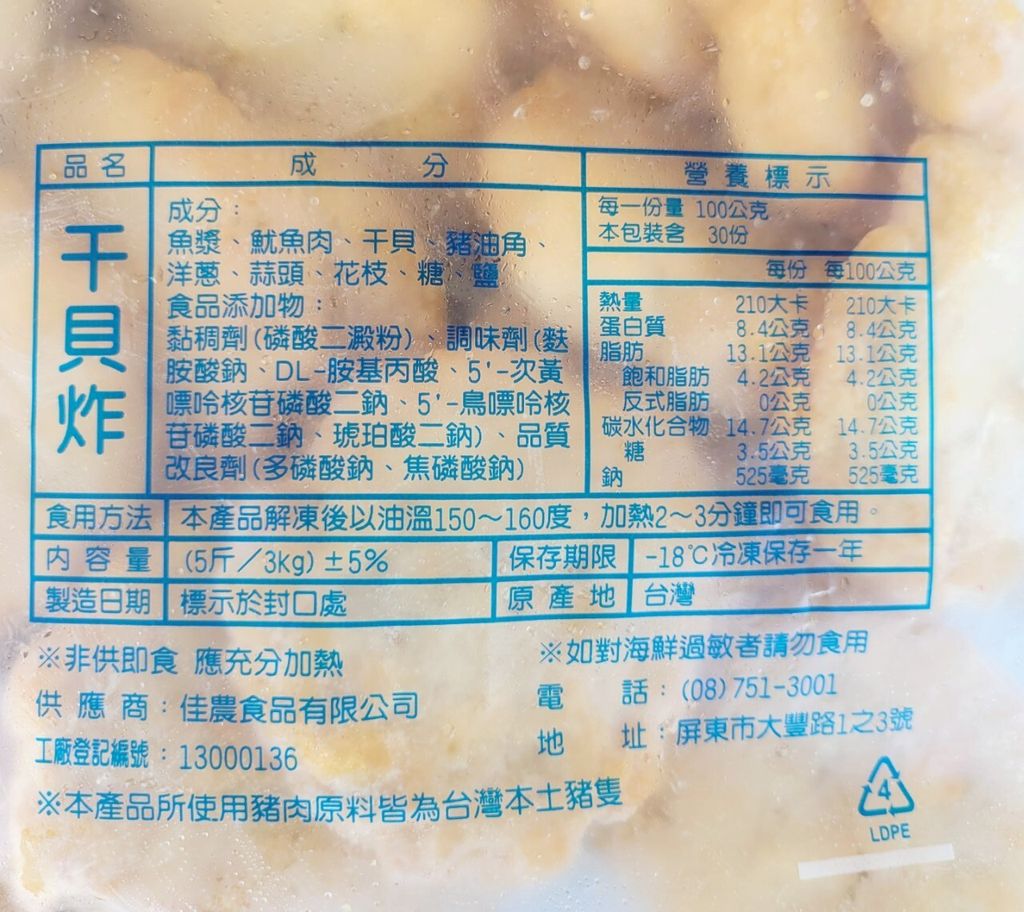 品名
成分
營養標示
干貝炸
成分：
魚漿、魷魚肉、干貝、豬油角、
洋蔥、蒜頭、花枝、糖、鹽
食品添加物：
黏稠劑(磷酸二澱粉)、調味劑(麩
胺酸鈉、DL-胺基丙酸、5'-次黃
嘌呤核苷磷酸二鈉、5'-鳥嘌呤核
苷磷酸二鈉、琥珀酸二鈉)、品質
改良劑(多磷酸鈉、焦磷酸鈉)
每一份量 100公克
本包裝含 30份
每份 每100公克
熱量 210大卡 210大卡
蛋白質 8.4公克 8.4公克
脂肪 13.1公克 13.1公克
飽和脂肪 4.2公克 4.2公克
反式脂肪 0公克 0公克
碳水化合物 14.7公克 14.7公克
糖 3.5公克 3.5公克
鈉 525毫克 525毫克
食用方法 本產品解凍後以油溫150～160度，加熱2～3分鐘即可食用。
內容量 (5斤／3kg)±5% 保存期限 -18℃冷凍保存一年
製造日期 標示於封口處 原產地 台灣
※非供即食 應充分加熱 ※如對海鮮過敏者請勿食用
供應商：佳農食品有限公司 電話：(08)751-3001
工廠登記編號：13000136 地址：屏東市大豐路1之3號
※本產品所使用豬肉原料皆為台灣本土豬隻
4
LDPE